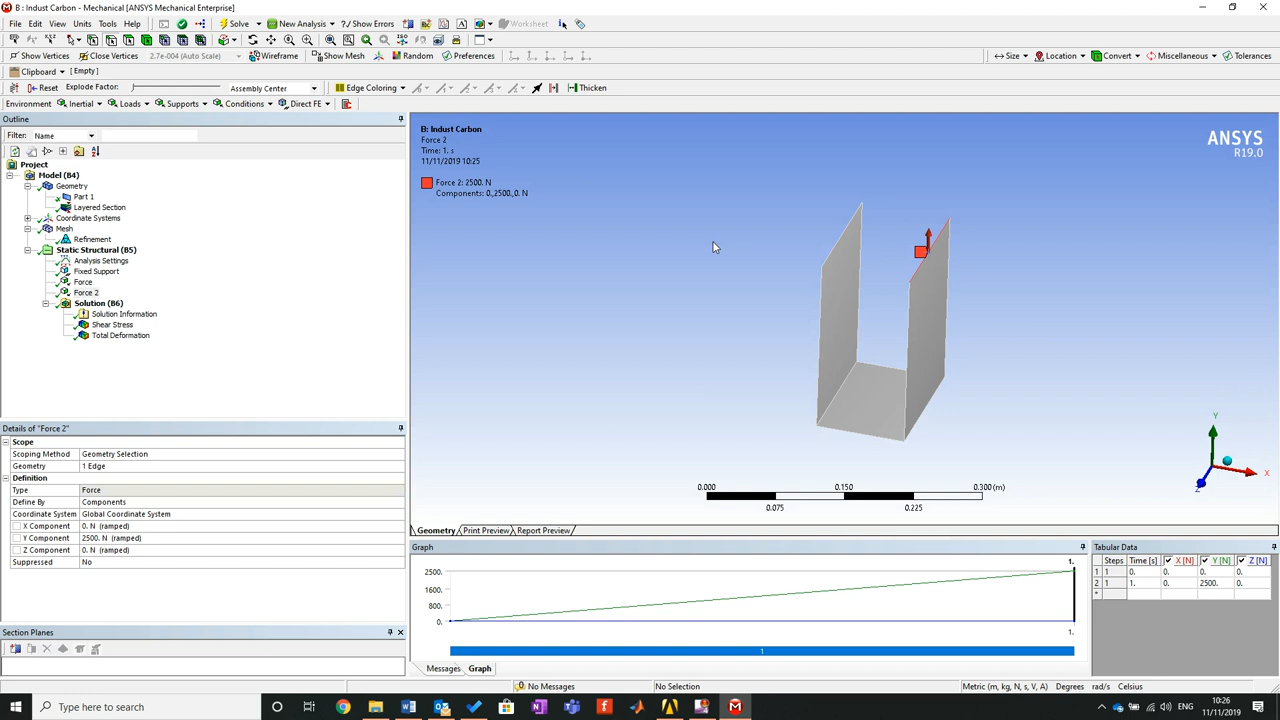 B : Indust Carbon - Mechanical [ANSYS Mechanical Enterprise]
File Edit View Units Tools Help Solve New Analysis ?/Show Errors Worksheet
Show Vertices Close Vertices 2.7e-004 (Auto Scale) Wireframe Show Mesh Random Preferences Size Location Convert Miscellaneous Tolerances
Clipboard [ Empty ]
Reset Explode Factor: Assembly Center Edge Coloring Thicken
Environment Inertial Loads Supports Conditions Direct FE
Outline
Filter: Name
Project
Model (B4)
Geometry
Part 1
Layered Section
Coordinate Systems
Mesh
Refinement
Static Structural (B5)
Analysis Settings
Fixed Support
Force
Force 2
Solution (B6)
Solution Information
Shear Stress
Total Deformation
Details of "Force 2"
Scope
Scoping Method Geometry Selection
Geometry 1 Edge
Definition
Type Force
Define By Components
Coordinate System Global Coordinate System
X Component 0. N (ramped)
Y Component 2500. N (ramped)
Z Component 0. N (ramped)
Suppressed No
Section Planes
B: Indust Carbon
Force 2
Time: 1. s
11/11/2019 10:25
Force 2: 2500. N
Components: 0.,2500.,0. N
ANSYS
R19.0
Y
X
Z
0.000 0.150 0.300 (m)
0.075 0.225
Geometry Print Preview Report Preview
Graph
1.
2500.
1600.
800.
0.
1.
1
Messages Graph
Tabular Data
Steps Time [s] X [N] Y [N] Z [N]
1 1 0. 0. 0. 0.
2 1 1. 0. 2500. 0.
*
No Messages No Selection Metric (m, kg, N, s, V, A) Degrees rad/s Celsius
Type here to search ENG 10:26
11/11/2019